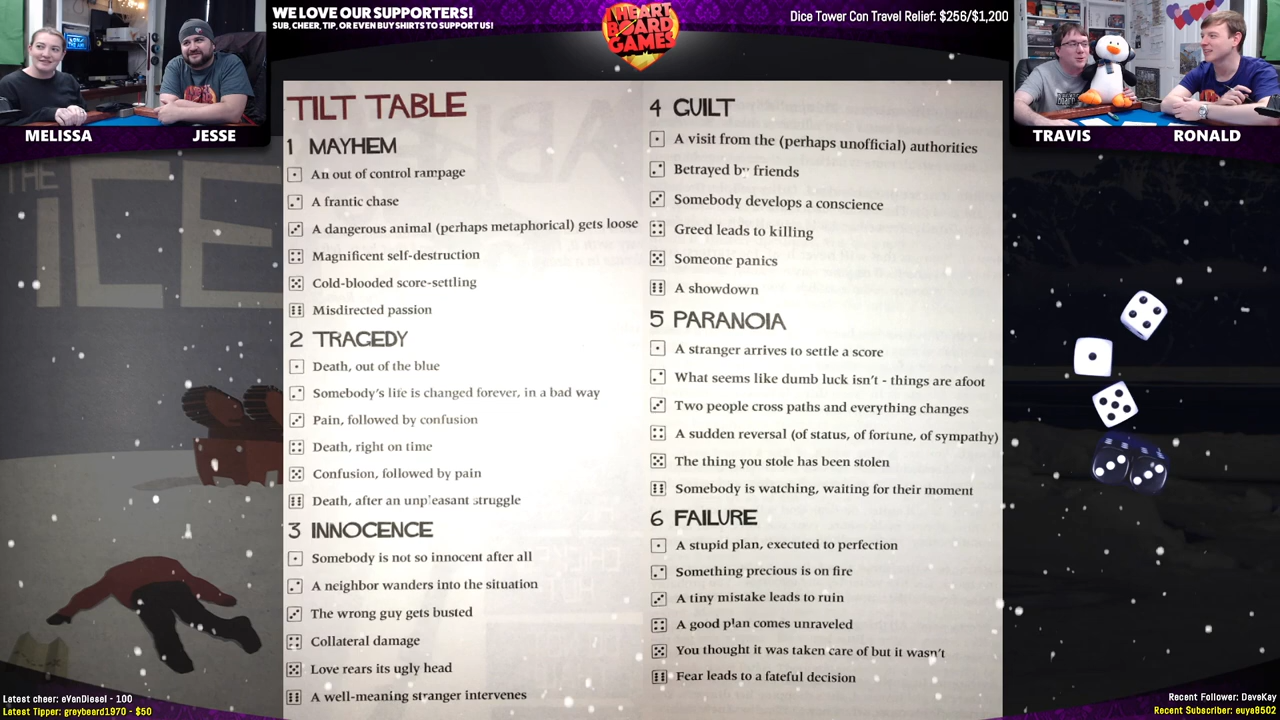 WE LOVE OUR SUPPORTERS!
SUB, CHEER, TIP, OR EVEN BUY SHIRTS TO SUPPORT US!
I HEART
BOARD
GAMES
Dice Tower Con Travel Relief: $256/$1,200
MELISSA
JESSE
TRAVIS
RONALD
THE
ICE
TILT TABLE
1 MAYHEM
An out of control rampage
A frantic chase
A dangerous animal (perhaps metaphorical) gets loose
Magnificent self-destruction
Cold-blooded score-settling
Misdirected passion
2 TRAGEDY
Death, out of the blue
Somebody's life is changed forever, in a bad way
Pain, followed by confusion
Death, right on time
Confusion, followed by pain
Death, after an unpleasant struggle
3 INNOCENCE
Somebody is not so innocent after all
A neighbor wanders into the situation
The wrong guy gets busted
Collateral damage
Love rears its ugly head
A well-meaning stranger intervenes
4 GUILT
A visit from the (perhaps unofficial) authorities
Betrayed by friends
Somebody develops a conscience
Greed leads to killing
Someone panics
A showdown
5 PARANOIA
A stranger arrives to settle a score
What seems like dumb luck isn't - things are afoot
Two people cross paths and everything changes
A sudden reversal (of status, of fortune, of sympathy)
The thing you stole has been stolen
Somebody is watching, waiting for their moment
6 FAILURE
A stupid plan, executed to perfection
Something precious is on fire
A tiny mistake leads to ruin
A good plan comes unraveled
You thought it was taken care of but it wasn't
Fear leads to a fateful decision
Latest cheer: eVanDiesel - 100
Latest Tipper: greybeard1970 - $50
Recent Follower: DaveKay
Recent Subscriber: euye8502